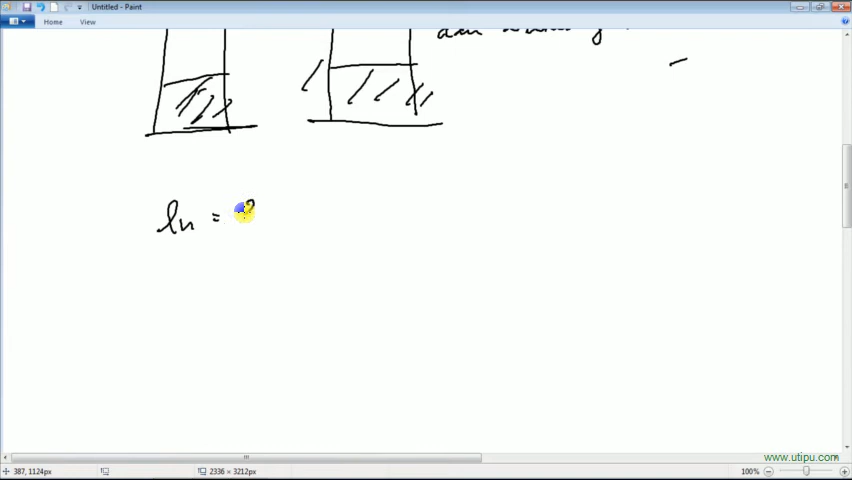 Untitled - Paint
Home View
ln =
www.utipu.com
387, 1124px
2336 × 3212px
100%